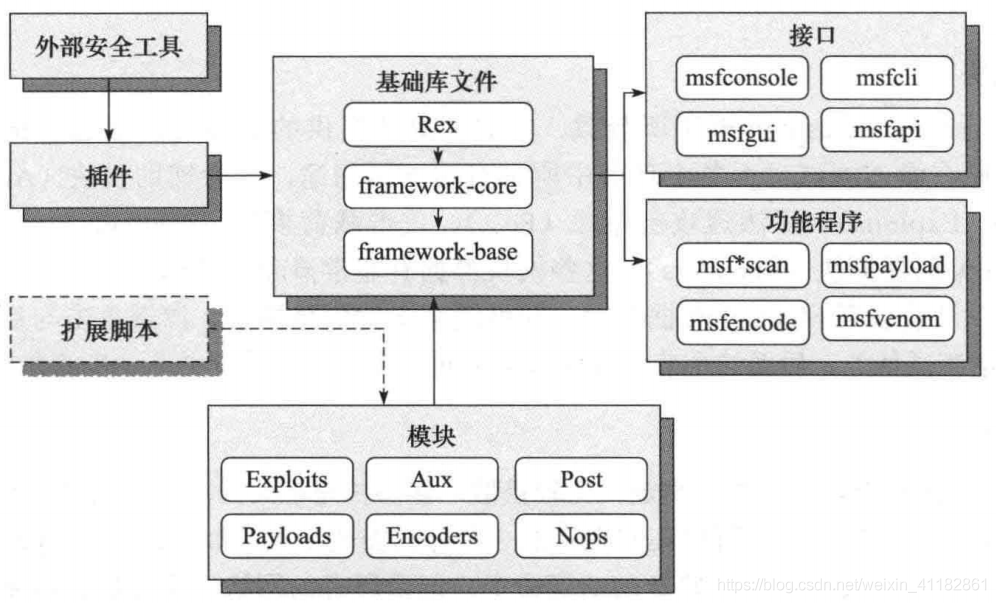 外部安全工具
插件
扩展脚本
基础库文件
Rex
framework-core
framework-base
接口
msfconsole
msfcli
msfgui
msfapi
功能程序
msf*scan
msfpayload
msfencode
msfvenom
模块
Exploits
Aux
Post
Payloads
Encoders
Nops
https://blog.csdn.net/weixin_41182861